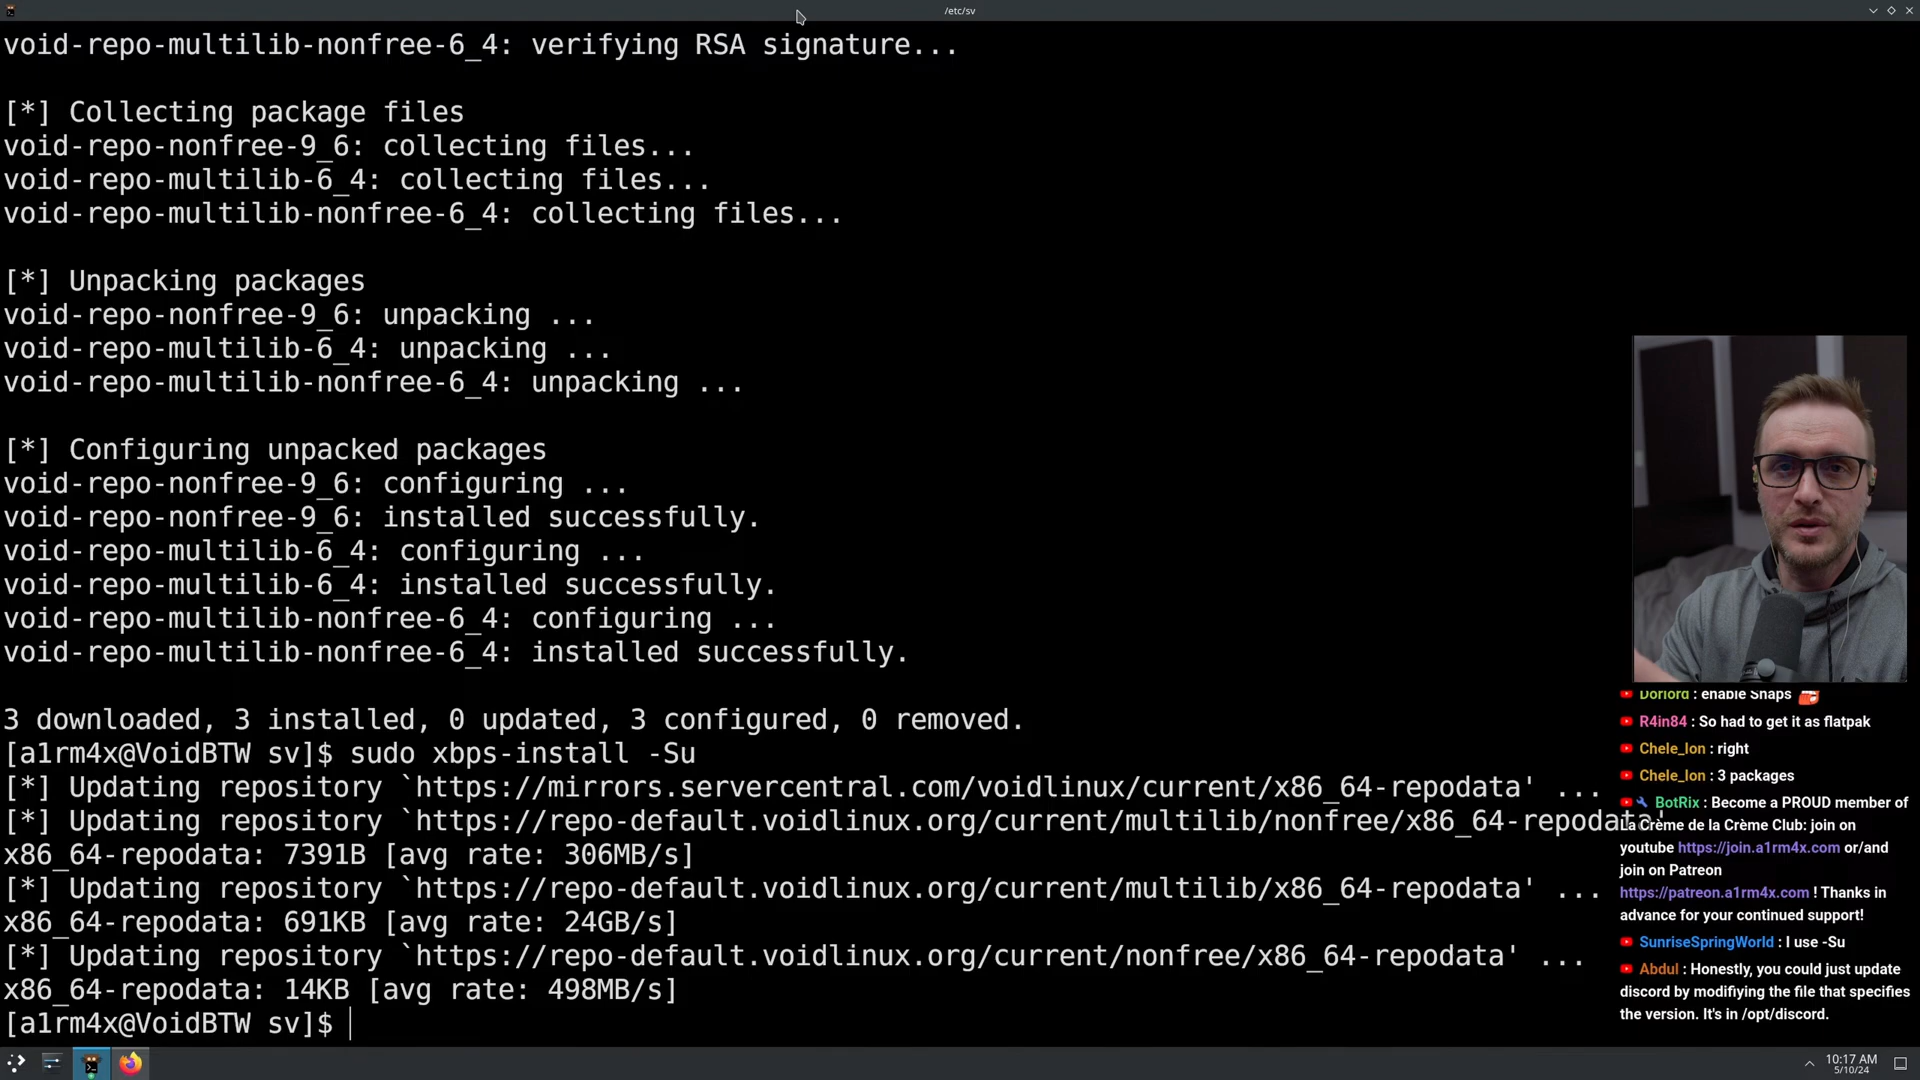 /etc/sv
void-repo-multilib-nonfree-6_4: verifying RSA signature...
[*] Collecting package files
void-repo-nonfree-9_6: collecting files...
void-repo-multilib-6_4: collecting files...
void-repo-multilib-nonfree-6_4: collecting files...
[*] Unpacking packages
void-repo-nonfree-9_6: unpacking ...
void-repo-multilib-6_4: unpacking ...
void-repo-multilib-nonfree-6_4: unpacking ...
[*] Configuring unpacked packages
void-repo-nonfree-9_6: configuring ...
void-repo-nonfree-9_6: installed successfully.
void-repo-multilib-6_4: configuring ...
void-repo-multilib-6_4: installed successfully.
void-repo-multilib-nonfree-6_4: configuring ...
void-repo-multilib-nonfree-6_4: installed successfully.
3 downloaded, 3 installed, 0 updated, 3 configured, 0 removed.
[a1rm4x@VoidBTW sv]$ sudo xbps-install -Su
[*] Updating repository `https://mirrors.servercentral.com/voidlinux/current/x86_64-repodata' ...
[*] Updating repository `https://repo-default.voidlinux.org/current/multilib/nonfree/x86_64-repodata'
x86_64-repodata: 7391B [avg rate: 306MB/s]
[*] Updating repository `https://repo-default.voidlinux.org/current/multilib/x86_64-repodata' ...
x86_64-repodata: 691KB [avg rate: 24GB/s]
[*] Updating repository `https://repo-default.voidlinux.org/current/nonfree/x86_64-repodata' ...
x86_64-repodata: 14KB [avg rate: 498MB/s]
[a1rm4x@VoidBTW sv]$
Dorlord : enable Snaps
R4in84 : So had to get it as flatpak
Chele_Ion : right
Chele_Ion : 3 packages
BotRix : Become a PROUD member of
La Crème de la Crème Club: join on
youtube https://join.a1rm4x.com or/and
join on Patreon
https://patreon.a1rm4x.com ! Thanks in
advance for your continued support!
SunriseSpringWorld : I use -Su
Abdul : Honestly, you could just update
discord by modifiying the file that specifies
the version. It's in /opt/discord.
10:17 AM
5/10/24